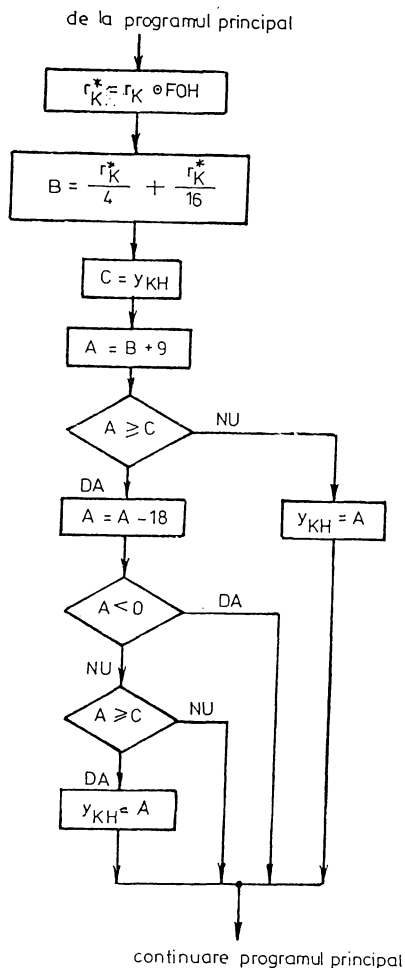 de la programul principal
r*K = rK ⊙ F0H
B = r*K/4 + r*K/16
C = yKH
A = B + 9
A ⩾ C
NU
DA
A = A − 18
yKH = A
A < 0
DA
NU
A ⩾ C
NU
DA
yKH = A
continuare programul principal